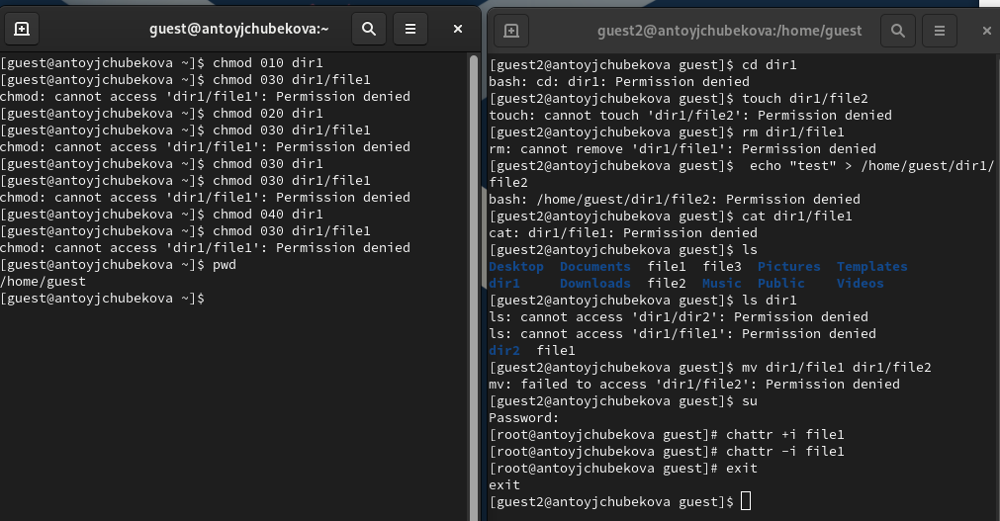 guest@antoyjchubekova:~
[guest@antoyjchubekova ~]$ chmod 010 dir1
[guest@antoyjchubekova ~]$ chmod 030 dir1/file1
chmod: cannot access 'dir1/file1': Permission denied
[guest@antoyjchubekova ~]$ chmod 020 dir1
[guest@antoyjchubekova ~]$ chmod 030 dir1/file1
chmod: cannot access 'dir1/file1': Permission denied
[guest@antoyjchubekova ~]$ chmod 030 dir1
[guest@antoyjchubekova ~]$ chmod 030 dir1/file1
chmod: cannot access 'dir1/file1': Permission denied
[guest@antoyjchubekova ~]$ chmod 040 dir1
[guest@antoyjchubekova ~]$ chmod 030 dir1/file1
chmod: cannot access 'dir1/file1': Permission denied
[guest@antoyjchubekova ~]$ pwd
/home/guest
[guest@antoyjchubekova ~]$
guest2@antoyjchubekova:/home/guest
[guest2@antoyjchubekova guest]$ cd dir1
bash: cd: dir1: Permission denied
[guest2@antoyjchubekova guest]$ touch dir1/file2
touch: cannot touch 'dir1/file2': Permission denied
[guest2@antoyjchubekova guest]$ rm dir1/file1
rm: cannot remove 'dir1/file1': Permission denied
[guest2@antoyjchubekova guest]$  echo "test" > /home/guest/dir1/
file2
bash: /home/guest/dir1/file2: Permission denied
[guest2@antoyjchubekova guest]$ cat dir1/file1
cat: dir1/file1: Permission denied
[guest2@antoyjchubekova guest]$ ls
Desktop  Documents  file1  file3  Pictures  Templates
dir1     Downloads  file2  Music  Public    Videos
[guest2@antoyjchubekova guest]$ ls dir1
ls: cannot access 'dir1/dir2': Permission denied
ls: cannot access 'dir1/file1': Permission denied
dir2  file1
[guest2@antoyjchubekova guest]$ mv dir1/file1 dir1/file2
mv: failed to access 'dir1/file2': Permission denied
[guest2@antoyjchubekova guest]$ su
Password:
[root@antoyjchubekova guest]# chattr +i file1
[root@antoyjchubekova guest]# chattr -i file1
[root@antoyjchubekova guest]# exit
exit
[guest2@antoyjchubekova guest]$